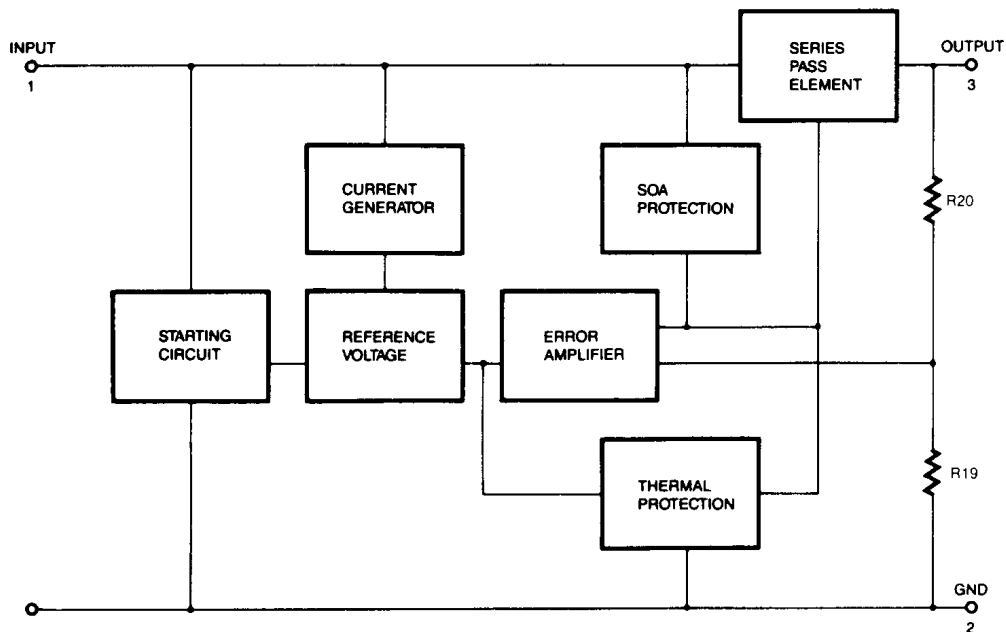 INPUT
1
SERIES
PASS
ELEMENT
OUTPUT
3
CURRENT
GENERATOR
SOA
PROTECTION
R20
STARTING
CIRCUIT
REFERENCE
VOLTAGE
ERROR
AMPLIFIER
THERMAL
PROTECTION
R19
GND
2